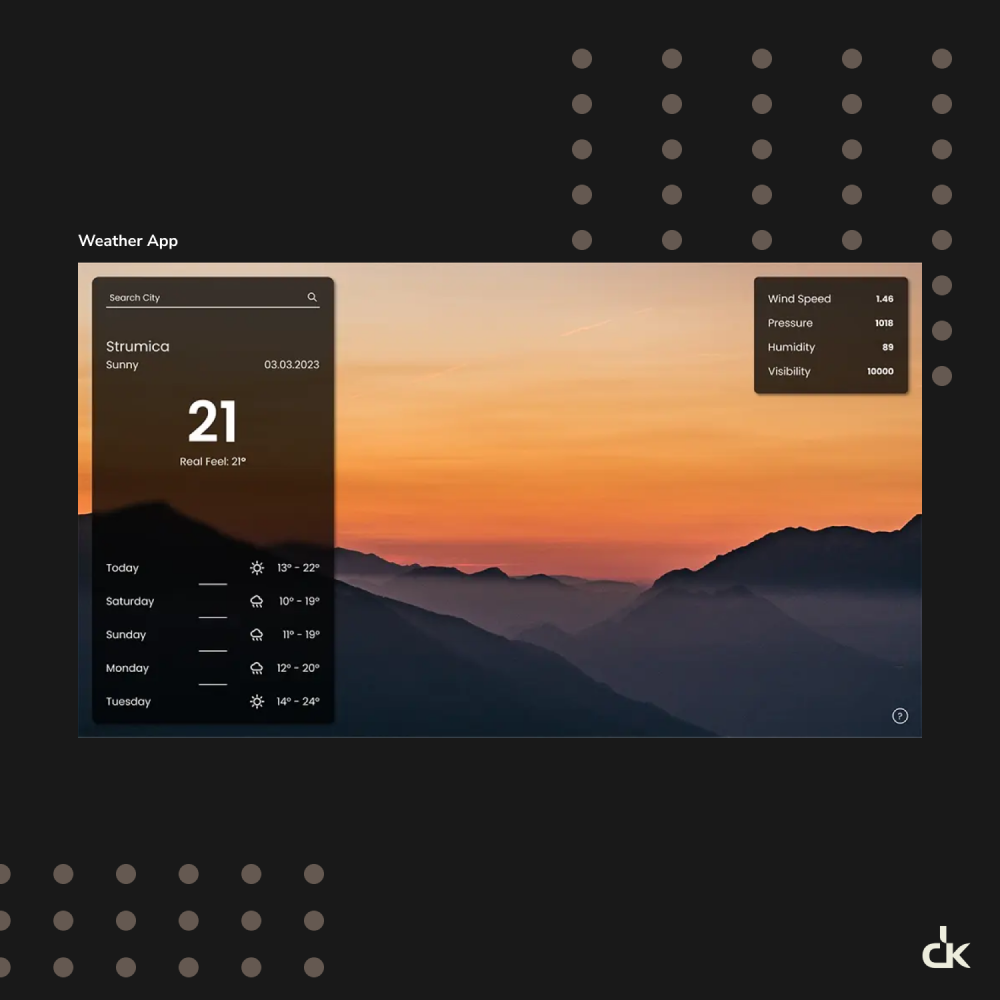 Weather App
Search City
Strumica
Sunny 03.03.2023
21
Real Feel: 21°
Today 13° - 22°
Saturday 10° - 19°
Sunday 11° - 19°
Monday 12° - 20°
Tuesday 14° - 24°
Wind Speed 1.46
Pressure 1018
Humidity 89
Visibility 10000
?
dk